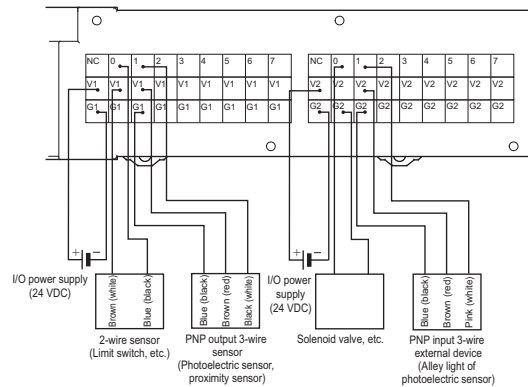 NC 0 1 2 3 4 5 6 7
V1 V1 V1 V1 V1 V1 V1 V1 V1
G1 G1 G1 G1 G1 G1 G1 G1 G1
NC 0 1 2 3 4 5 6 7
V2 V2 V2 V2 V2 V2 V2 V2 V2
G2 G2 G2 G2 G2 G2 G2 G2 G2
+ −
I/O power supply
(24 VDC)
Brown (white)
Blue (black)
2-wire sensor
(Limit switch, etc.)
Blue (black)
Brown (red)
Black (white)
PNP output 3-wire
sensor
(Photoelectric sensor,
proximity sensor)
+ −
I/O power
supply
(24 VDC)
Solenoid valve, etc.
Blue (black)
Brown (red)
Pink (white)
PNP input 3-wire
external device
(Alley light of
photoelectric sensor)